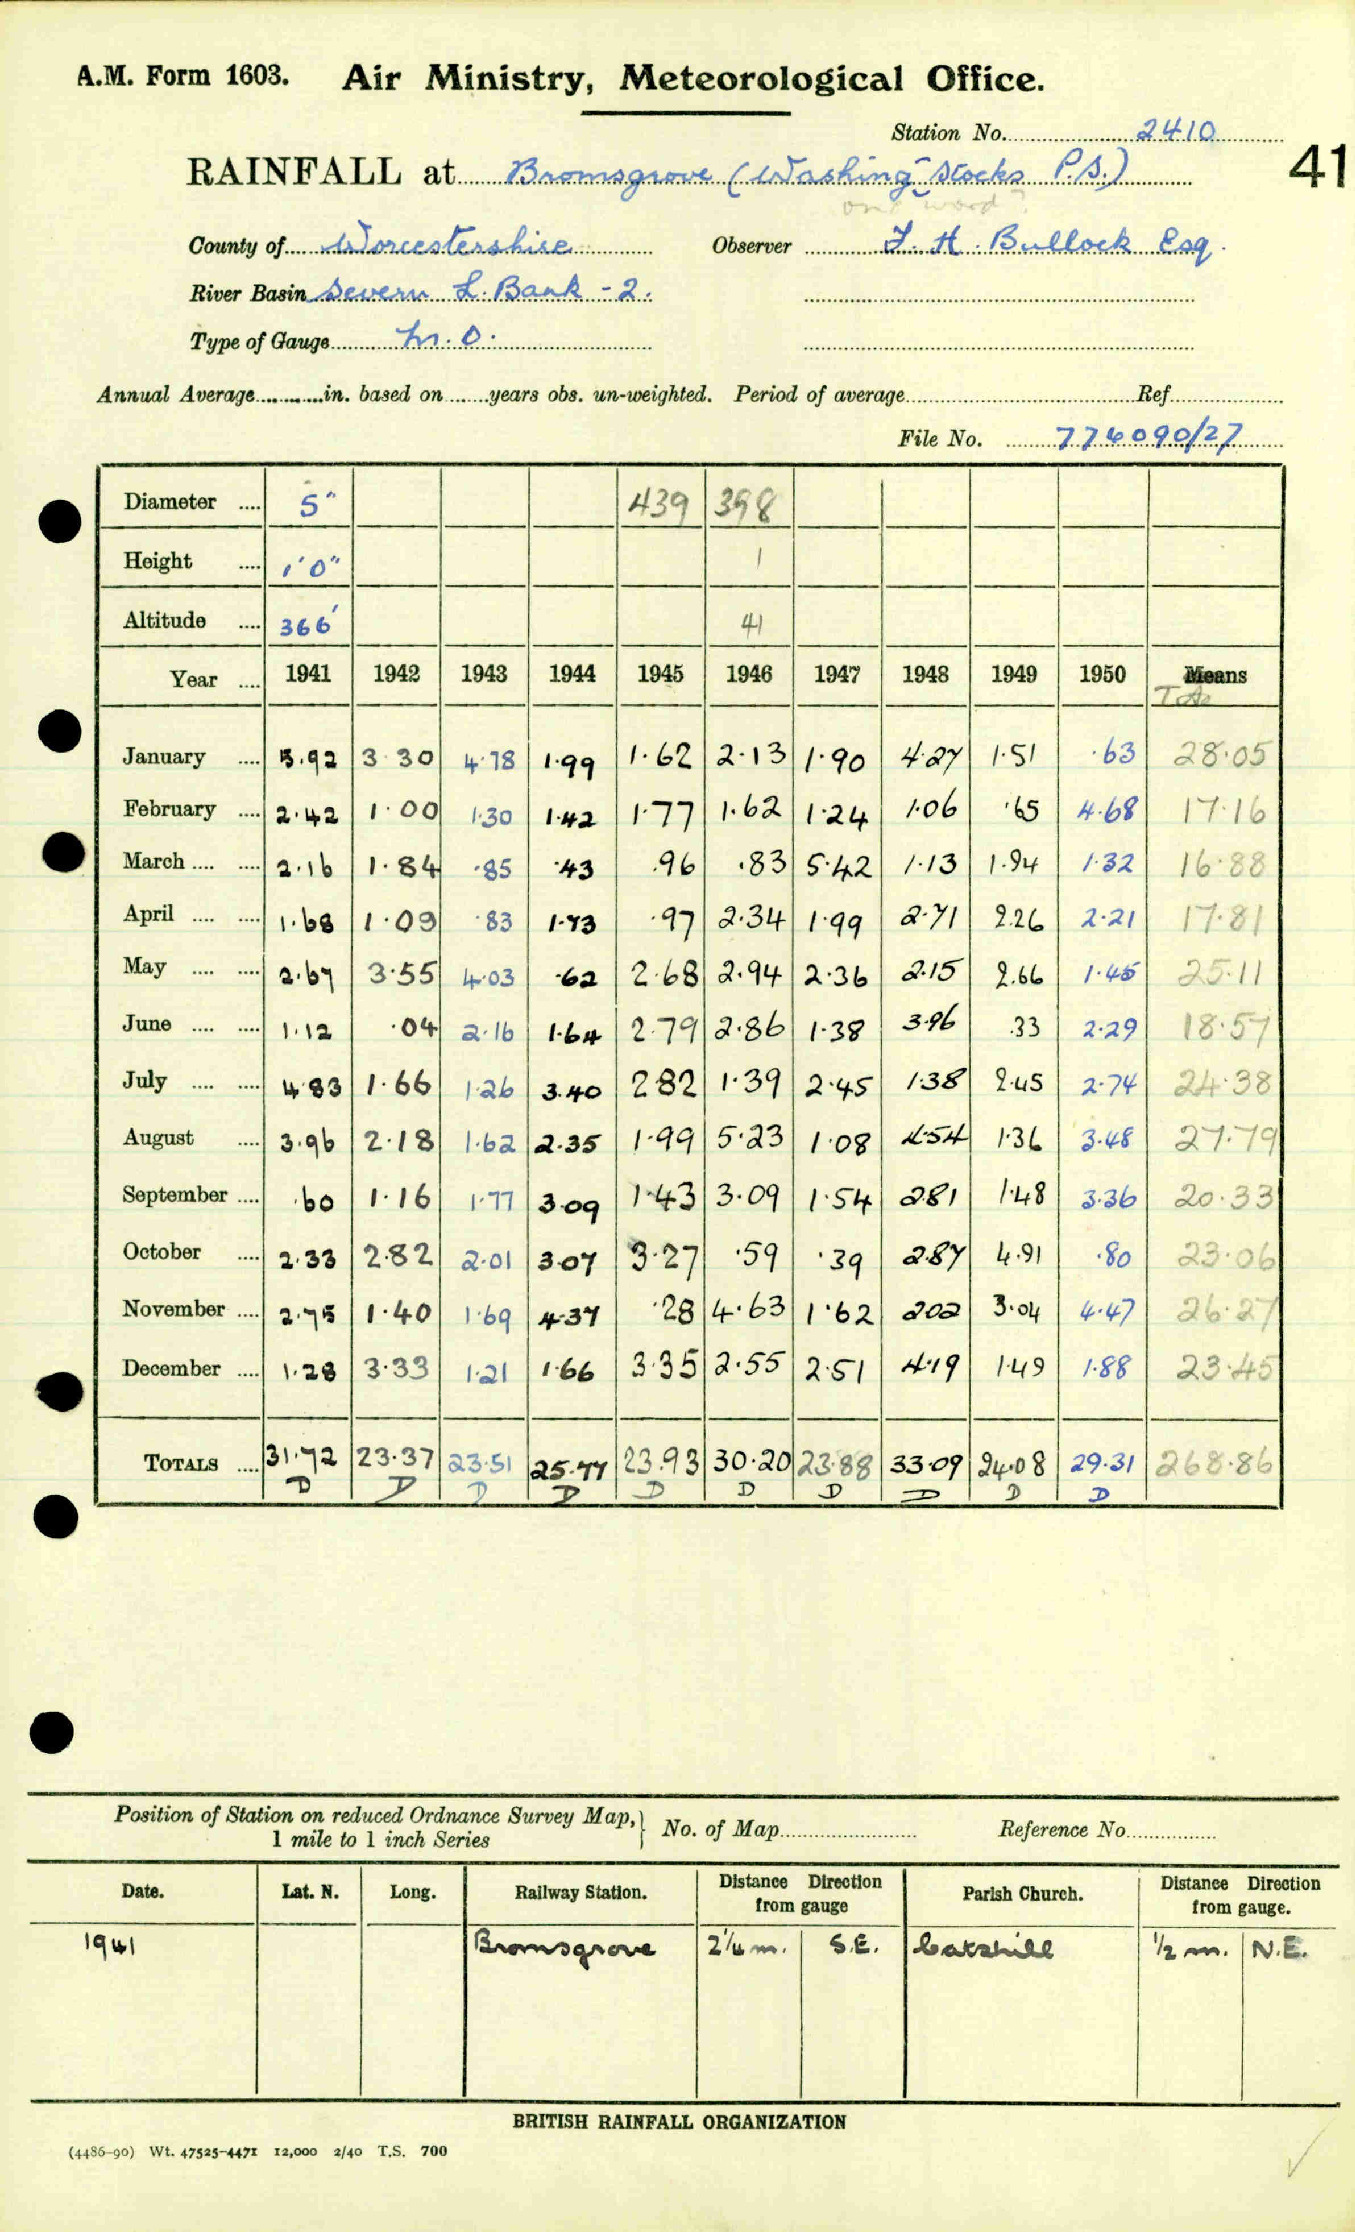 A.M. Form 1603. Air Ministry, Meteorological Office.
Station No. 2410
41
RAINFALL at Bromsgrove (Washing-Stocks P.S.)
one word?
County of Worcestershire Observer F. H. Bullock Esq.
River Basin Severn L. Bank - 2.
Type of Gauge M.O.
Annual Average in. based on years obs. un-weighted. Period of average Ref
File No. 776090/27
Diameter 5" 439 398
Height 1'0" 1
Altitude 366' 41
Year 1941 1942 1943 1944 1945 1946 1947 1948 1949 1950 Means
January 5.92 3.30 4.78 1.99 1.62 2.13 1.90 4.27 1.51 .63 28.05
February 2.42 1.00 1.30 1.42 1.77 1.62 1.24 1.06 .65 4.68 17.16
March 2.16 1.84 .85 .43 .96 .83 5.42 1.13 1.94 1.32 16.88
April 1.68 1.09 .83 1.73 .97 2.34 1.99 2.71 2.26 2.21 17.81
May 2.67 3.55 4.03 .62 2.68 2.94 2.36 2.15 2.66 1.45 25.11
June 1.12 .04 2.16 1.64 2.79 2.86 1.38 3.96 .33 2.29 18.57
July 4.83 1.66 1.26 3.40 2.82 1.39 2.45 1.38 2.45 2.74 24.38
August 3.96 2.18 1.62 2.35 1.99 5.23 1.08 4.54 1.36 3.48 27.79
September .60 1.16 1.77 3.09 1.43 3.09 1.54 2.81 1.48 3.36 20.33
October 2.33 2.82 2.01 3.07 3.27 .59 .39 2.87 4.91 .80 23.06
November 2.75 1.40 1.69 4.37 .28 4.63 1.62 2.02 3.04 4.47 26.27
December 1.28 3.33 1.21 1.66 3.35 2.55 2.51 4.19 1.49 1.88 23.45
TOTALS 31.72 23.37 23.51 25.77 23.93 30.20 23.88 33.09 24.08 29.31 268.86
D D D D D D D D D D
Position of Station on reduced Ordnance Survey Map, No. of Map Reference No
1 mile to 1 inch Series
Date. Lat. N. Long. Railway Station. Distance Direction from gauge Parish Church. Distance Direction from gauge.
1941 Bromsgrove 2¼ m. S.E. Catshill ½ m. N.E.
BRITISH RAINFALL ORGANIZATION
(4486-90) Wt. 47525-4471 12,000 2/40 T.S. 700